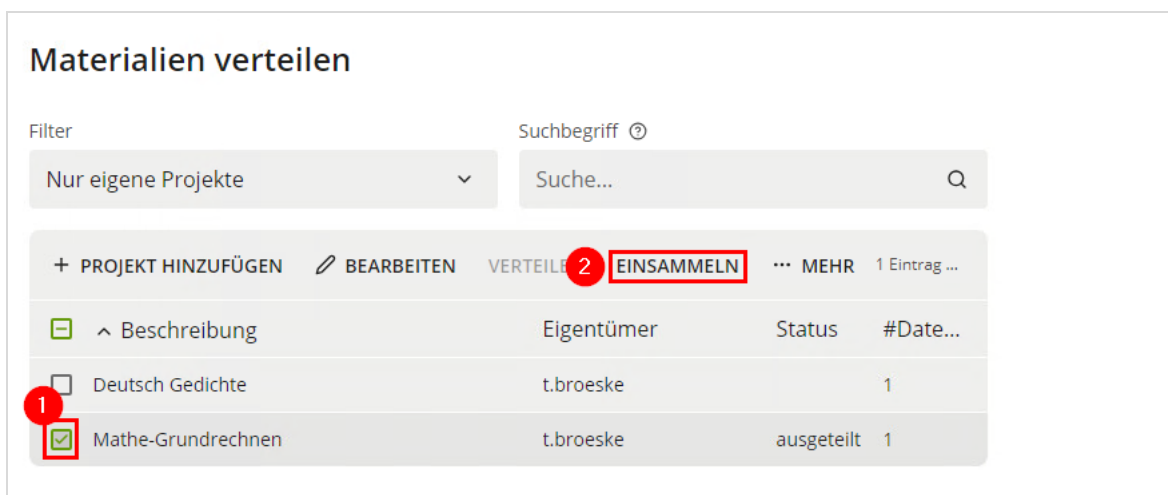 Materialien verteilen
Filter
Suchbegriff
Nur eigene Projekte
Suche...
+ PROJEKT HINZUFÜGEN BEARBEITEN VERTEILE 2 EINSAMMELN ··· MEHR 1 Eintrag ...
Beschreibung Eigentümer Status #Date...
Deutsch Gedichte t.broeske 1
1
Mathe-Grundrechnen t.broeske ausgeteilt 1